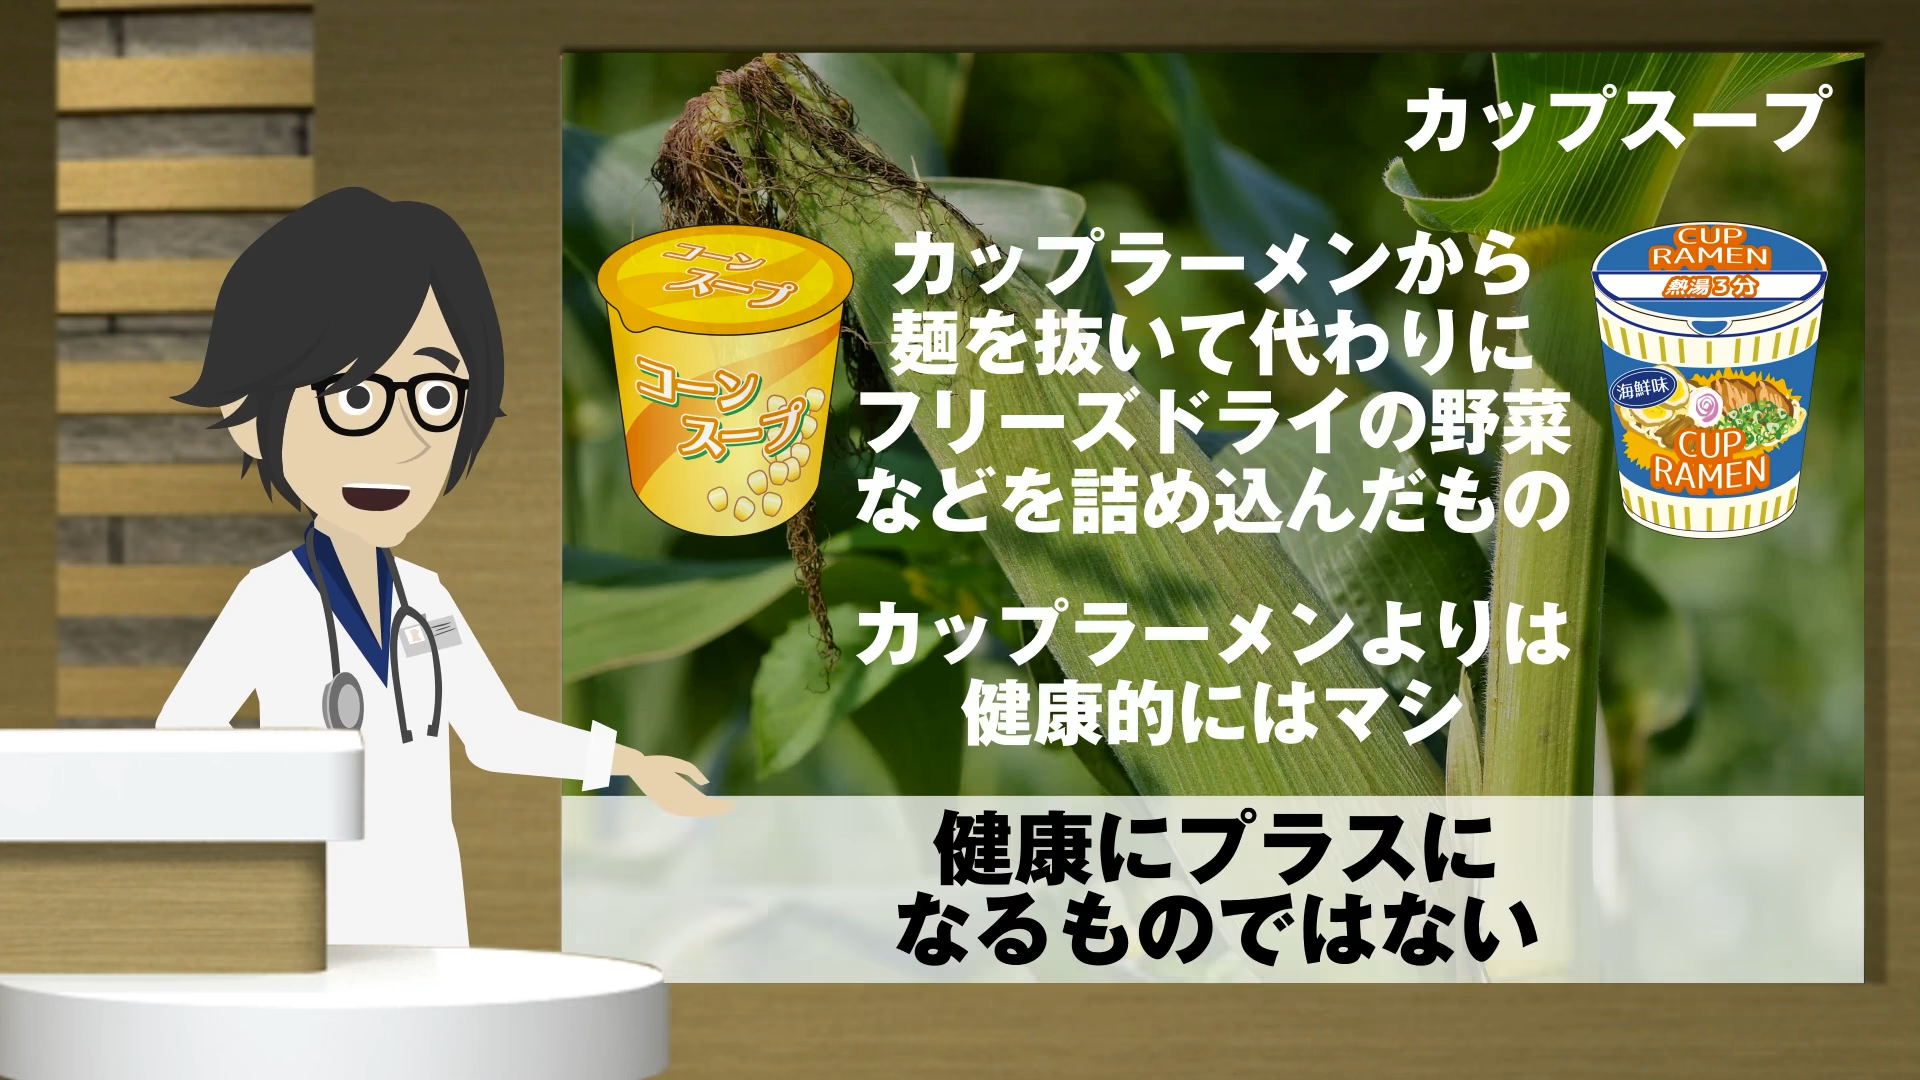 カップスープ
カップラーメンから
麺を抜いて代わりに
フリーズドライの野菜
などを詰め込んだもの
カップラーメンよりは
健康的にはマシ
健康にプラスに
なるものではない
コーン
スープ
コーン
スープ
CUP
RAMEN
熱湯3分
海鮮味
CUP
RAMEN